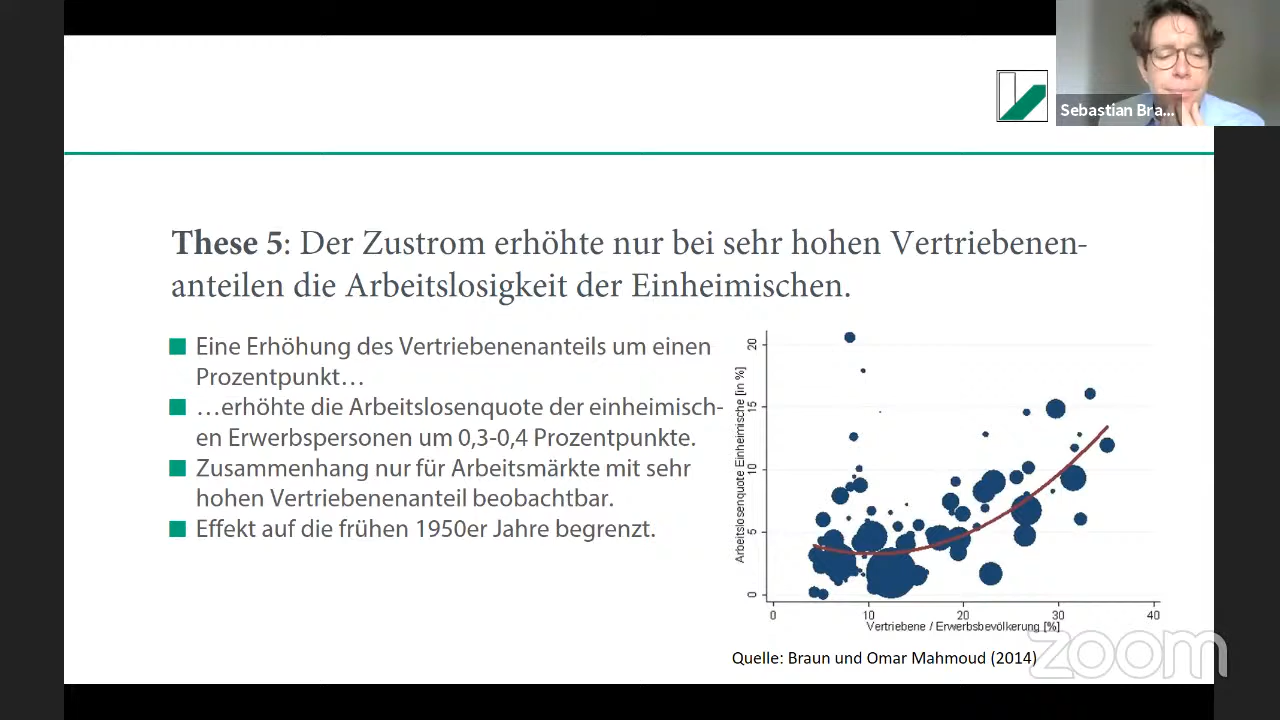 Sebastian Bra...
These 5: Der Zustrom erhöhte nur bei sehr hohen Vertriebenen-
anteilen die Arbeitslosigkeit der Einheimischen.
Eine Erhöhung des Vertriebenenanteils um einen
Prozentpunkt…
…erhöhte die Arbeitslosenquote der einheimisch-
en Erwerbspersonen um 0,3-0,4 Prozentpunkte.
Zusammenhang nur für Arbeitsmärkte mit sehr
hohen Vertriebenenanteil beobachtbar.
Effekt auf die frühen 1950er Jahre begrenzt.
Arbeitslosenquote Einheimische [in %]
20
15
10
5
0
0 10 20 30 40
Vertriebene / Erwerbsbevölkerung [%]
Quelle: Braun und Omar Mahmoud (2014)
zoom